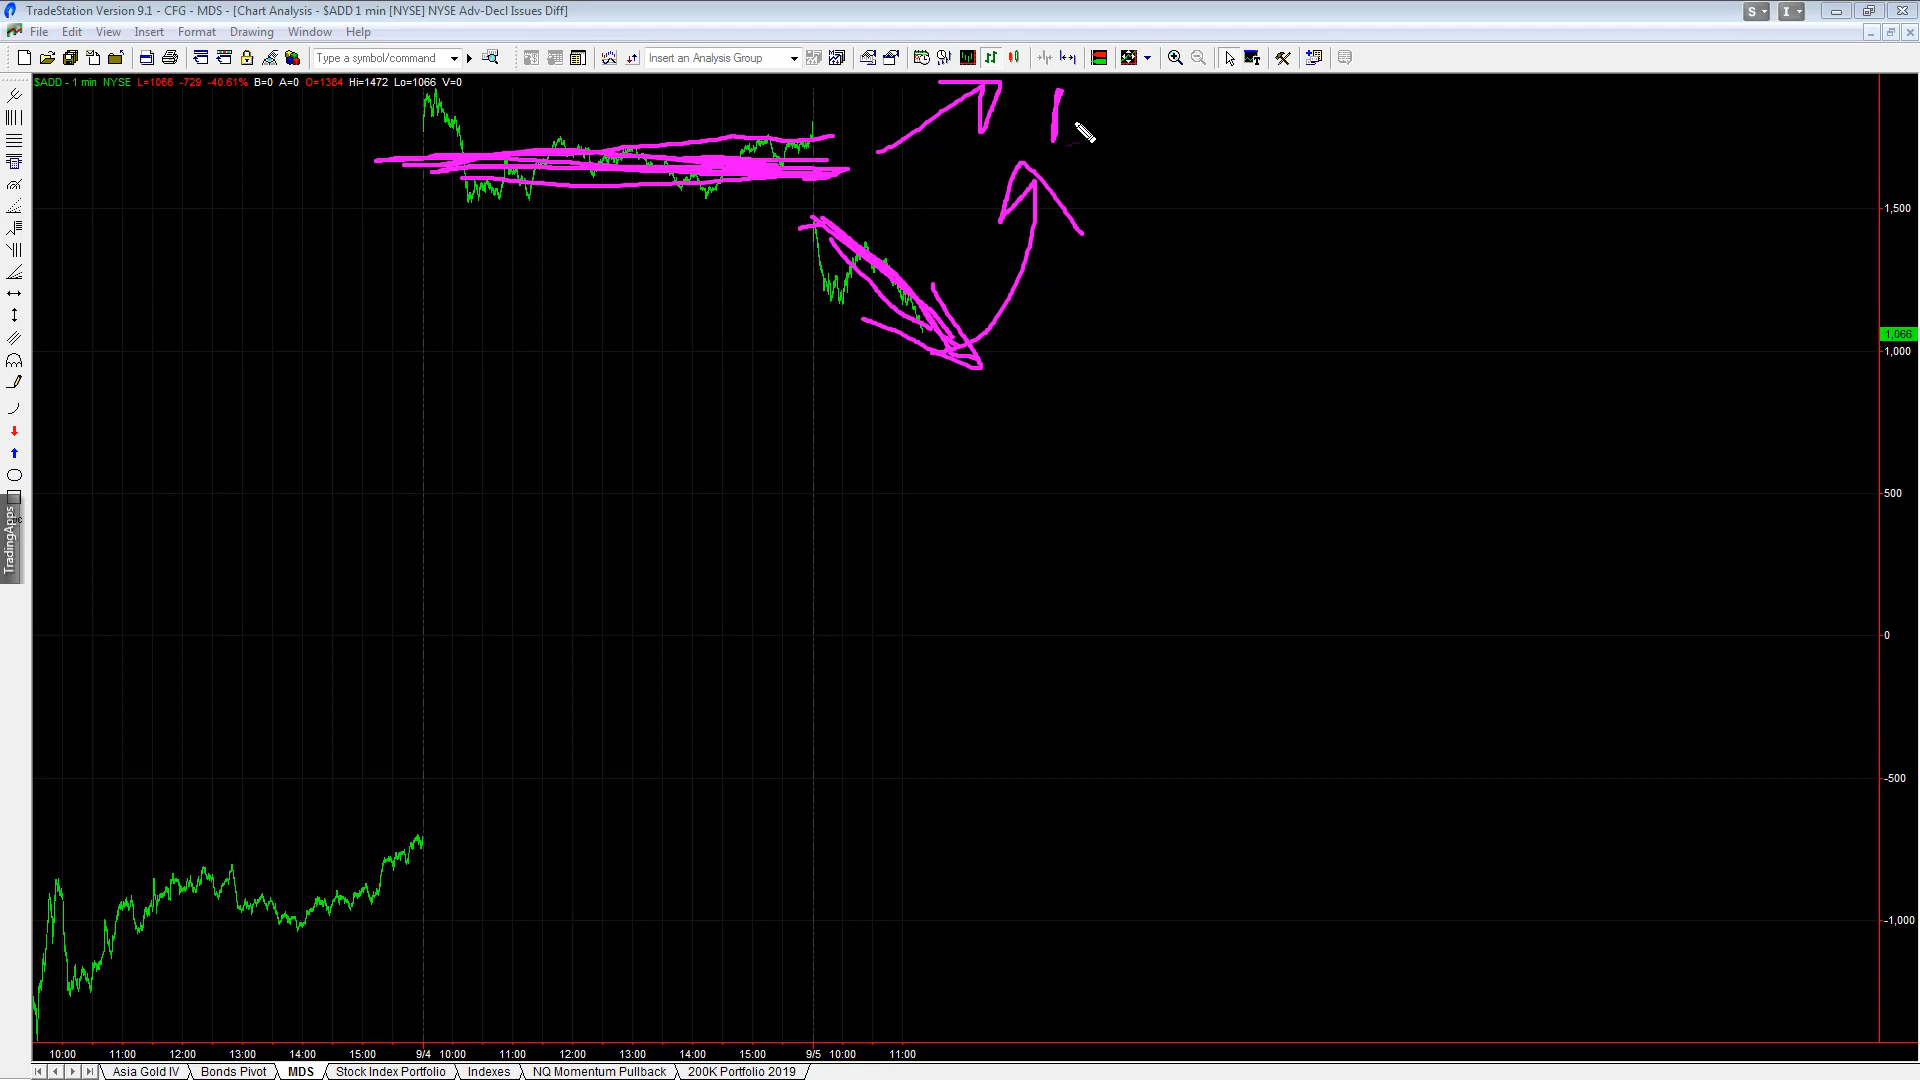 TradeStation Version 9.1 - CFG - MDS - [Chart Analysis - $ADD 1 min [NYSE] NYSE Adv-Decl Issues Diff]
S
I
File Edit View Insert Format Drawing Window Help
Type a symbol/command
Insert an Analysis Group
$ADD - 1 min NYSE L=1066 -729 -40.61% B=0 A=0 O=1384 Hi=1472 Lo=1066 V=0
1,500
1,066
1,000
500
TradingApps
0
-500
-1,000
10:00 11:00 12:00 13:00 14:00 15:00 9/4 10:00 11:00 12:00 13:00 14:00 15:00 9/5 10:00 11:00
Asia Gold IV Bonds Pivot MDS Stock Index Portfolio Indexes NQ Momentum Pullback 200K Portfolio 2019